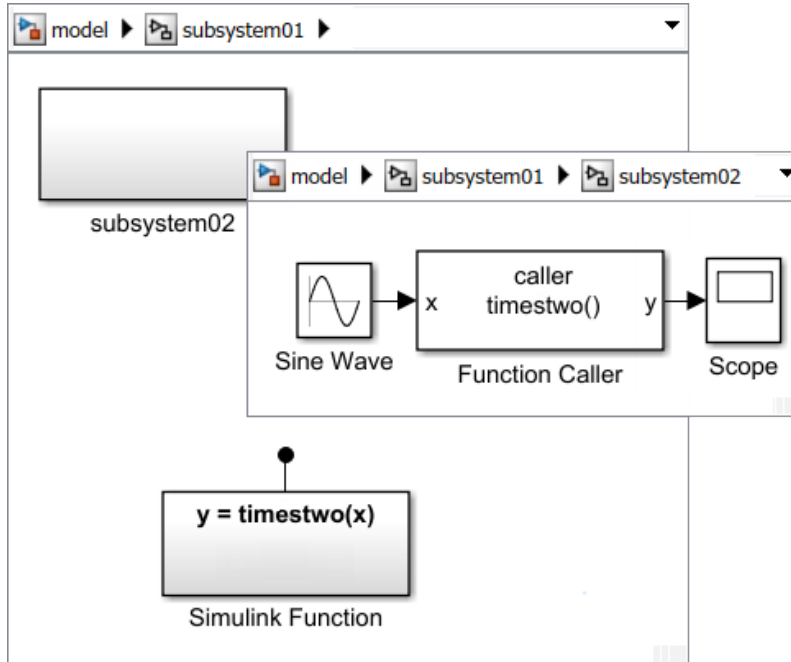 model subsystem01
subsystem02
model subsystem01 subsystem02
caller
x timestwo() y
Sine Wave
Function Caller
Scope
y = timestwo(x)
Simulink Function